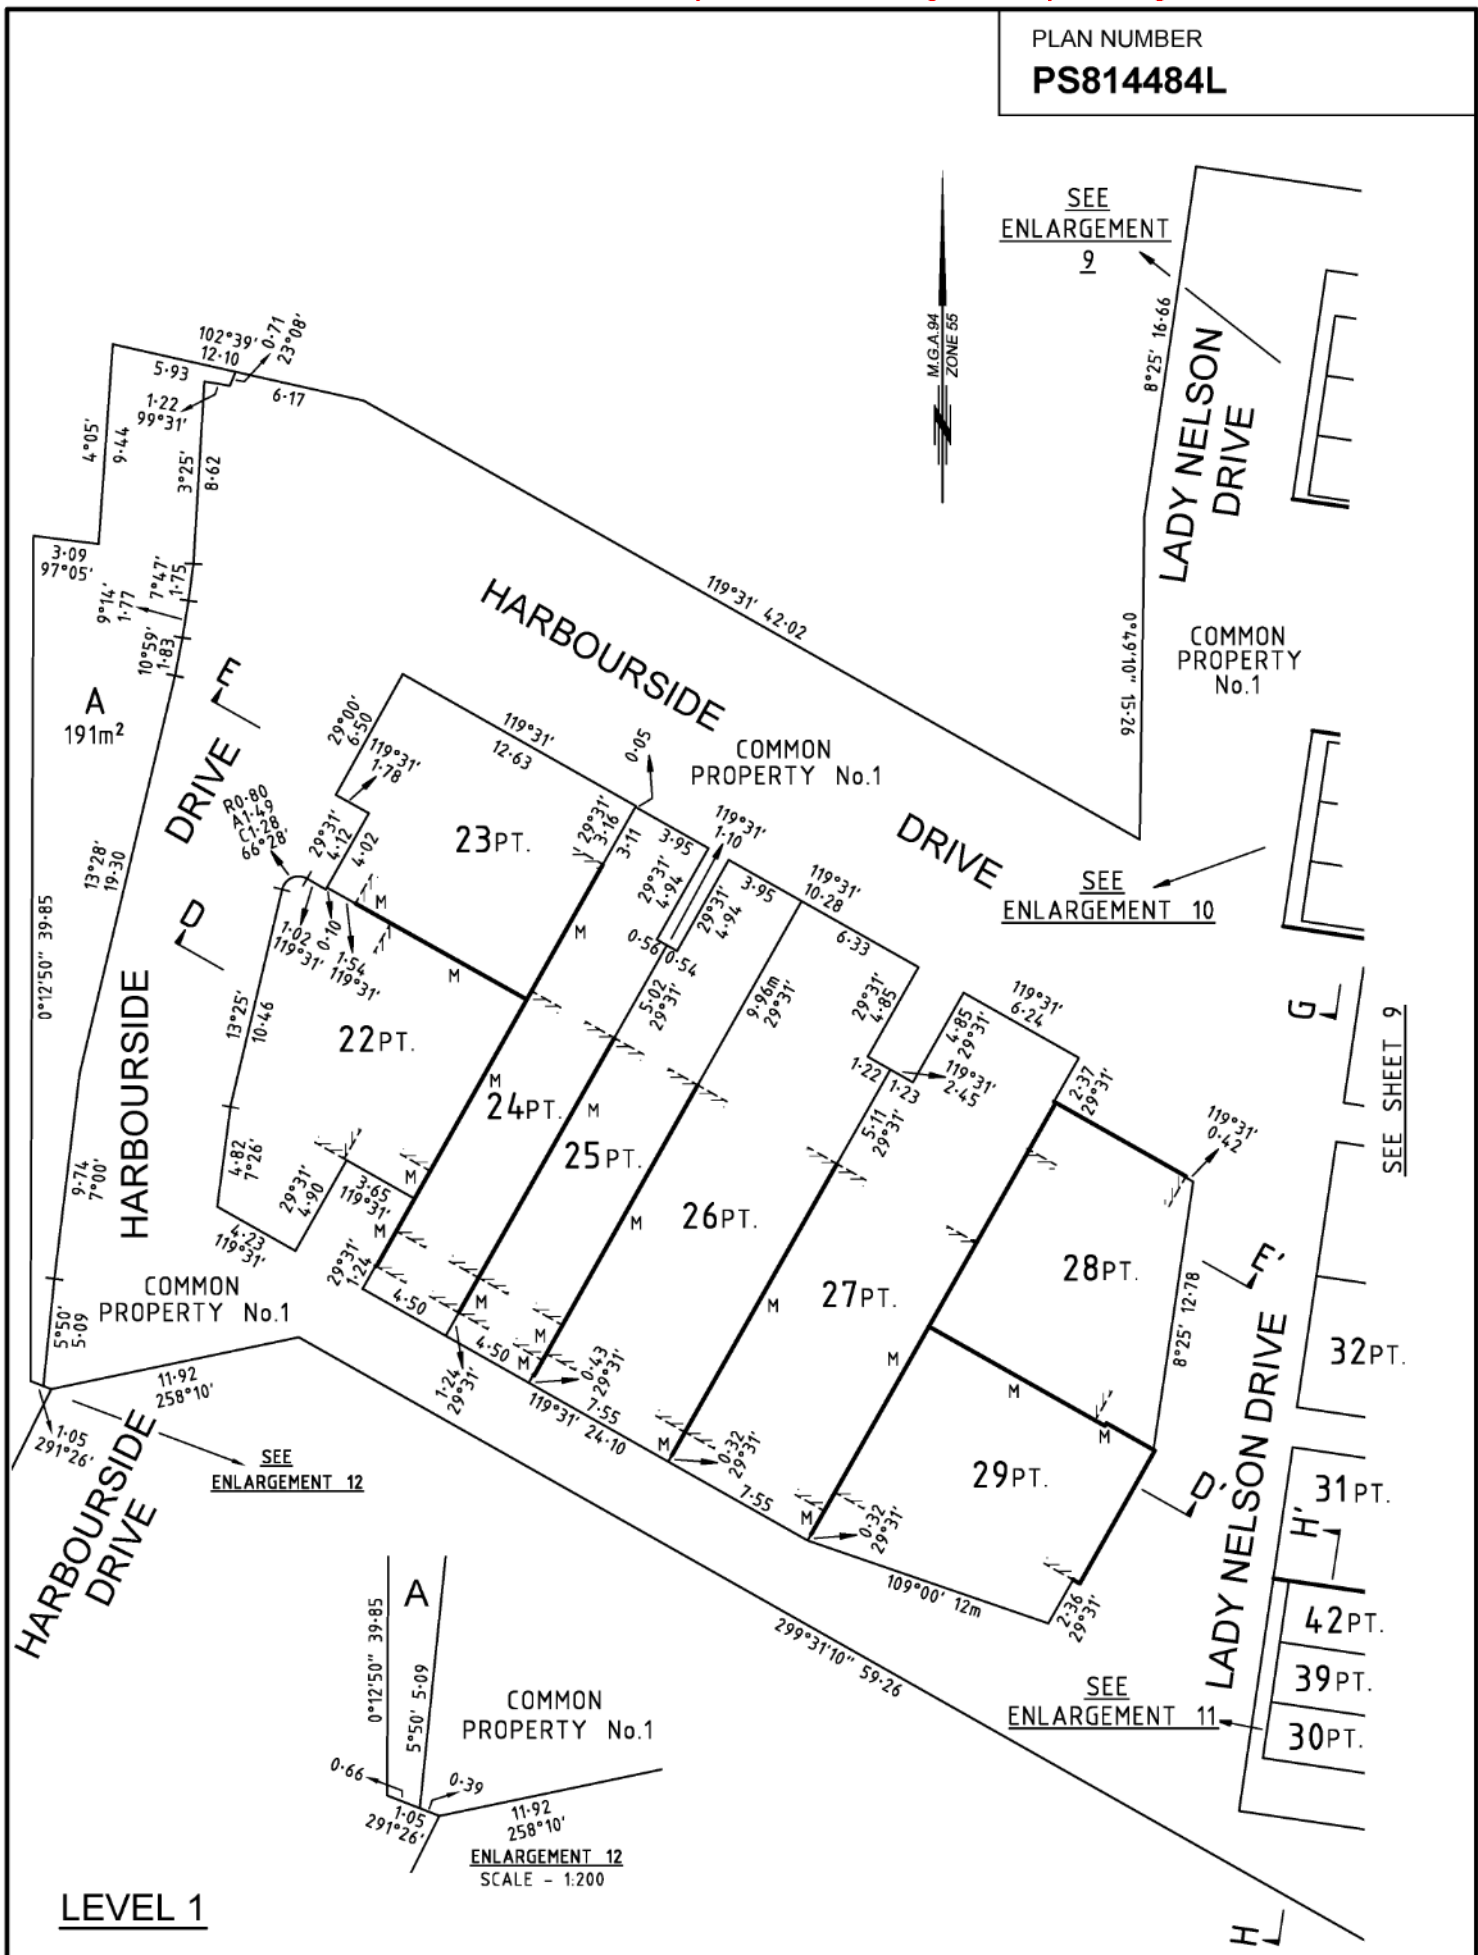 PLAN NUMBER
PS814484L
SEE
ENLARGEMENT
9
M.G.A.94
ZONE 55
8°25' 16·66
LADY NELSON
DRIVE
102°39'
12·10
0·71
23°08'
5·93
6·17
1·22
99°31'
4°05'
9·44
3°25'
8·62
3·09
97°05'
7°47'
1·75
9°14'
1·77
10°59'
1·83
A
191m²
E
HARBOURSIDE
DRIVE
119°31' 42·02
0°49'10" 15·26
COMMON
PROPERTY
No.1
29°00'
6·50
119°31'
1·78
119°31'
12·63
0·05
COMMON
PROPERTY No.1
DRIVE
R0·80
A1·49
C1·28
66°28'
29°31'
4·12
4·02
23PT.
29°31'
3·16
3·11
3·95
119°31'
1·10
29°31'
4·94
29°31'
4·94
3·95
119°31'
10·28
6·33
SEE
ENLARGEMENT 10
13°28'
19·30
D
0°12'50" 39·85
1·02
119°31'
0·10
1·54
119°31'
M
M
M
0·56
0·54
5·02
29°31'
9·96m
29°31'
29°31'
4·85
4·85
29°31'
119°31'
6·24
G
SEE SHEET 9
HARBOURSIDE
13°25'
10·46
22PT.
1·22
1·23
119°31'
2·45
2·37
29°31'
M
24PT.
M
5·11
29°31'
119°31'
0·42
25PT.
4·82
7°26'
9·74
7°00'
29°31'
4·90
3·65
119°31'
M
M
M
26PT.
4·23
119°31'
29°31'
1·24
28PT.
E'
COMMON
PROPERTY No.1
27PT.
M
M
4·50
M
M
8°25' 12·78
5°50'
5·09
4·50
1·24
29°31'
0·43
29°31'
M
32PT.
11·92
258°10'
7·55
119°31' 24·10
M
M
1·05
291°26'
SEE
ENLARGEMENT 12
M
0·32
29°31'
29PT.
D'
31PT.
HARBOURSIDE
DRIVE
7·55
M
0·32
29°31'
LADY NELSON DRIVE
H'
109°00' 12m
2·36
29°31'
42PT.
A
0°12'50" 39·85
5°50' 5·09
299°31'10" 59·26
39PT.
COMMON
PROPERTY No.1
SEE
ENLARGEMENT 11
30PT.
0·66
0·39
1·05
291°26'
11·92
258°10'
ENLARGEMENT 12
SCALE - 1:200
LEVEL 1
H